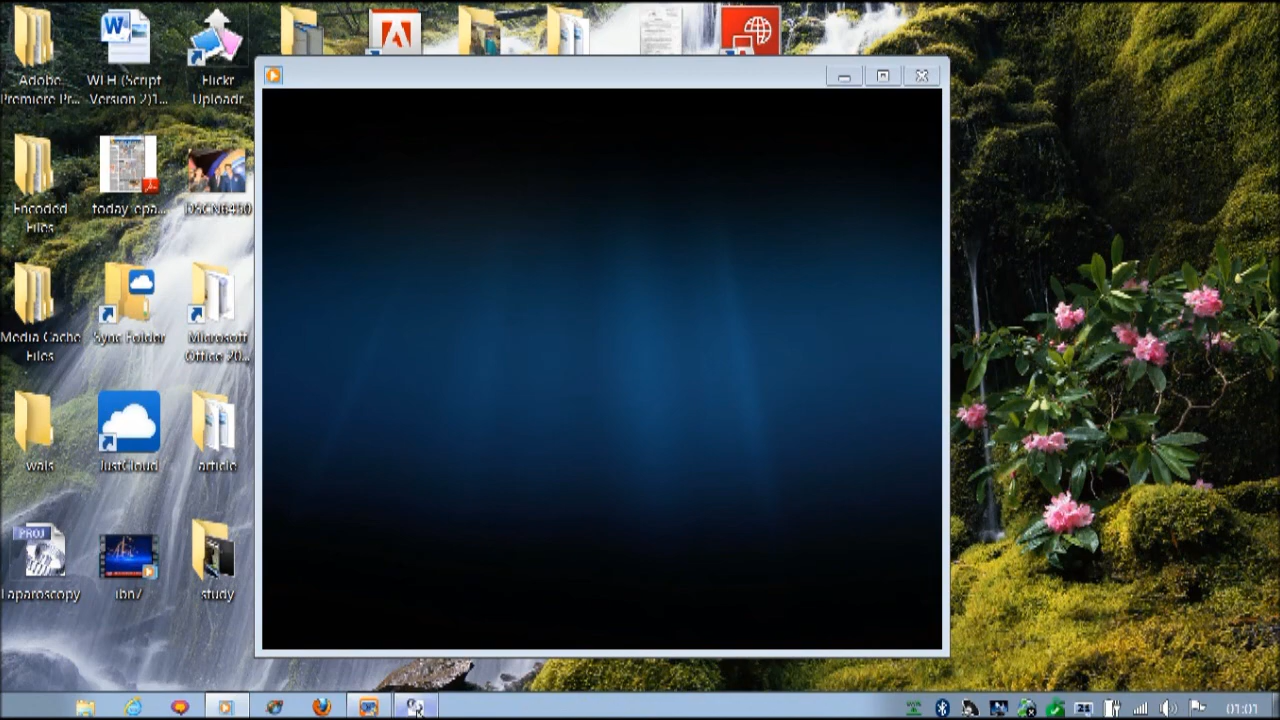 Adobe
Premiere Pr...
WLH (Script
Version 2)1...
Flickr
Uploadr
Encoded
Files
today epa...
DSCN6450
Media Cache
Files
Sync Folder
Microsoft
Office 20...
wals
JustCloud
article
PROJ
Laparoscopy
ibn7
study
21
01:01